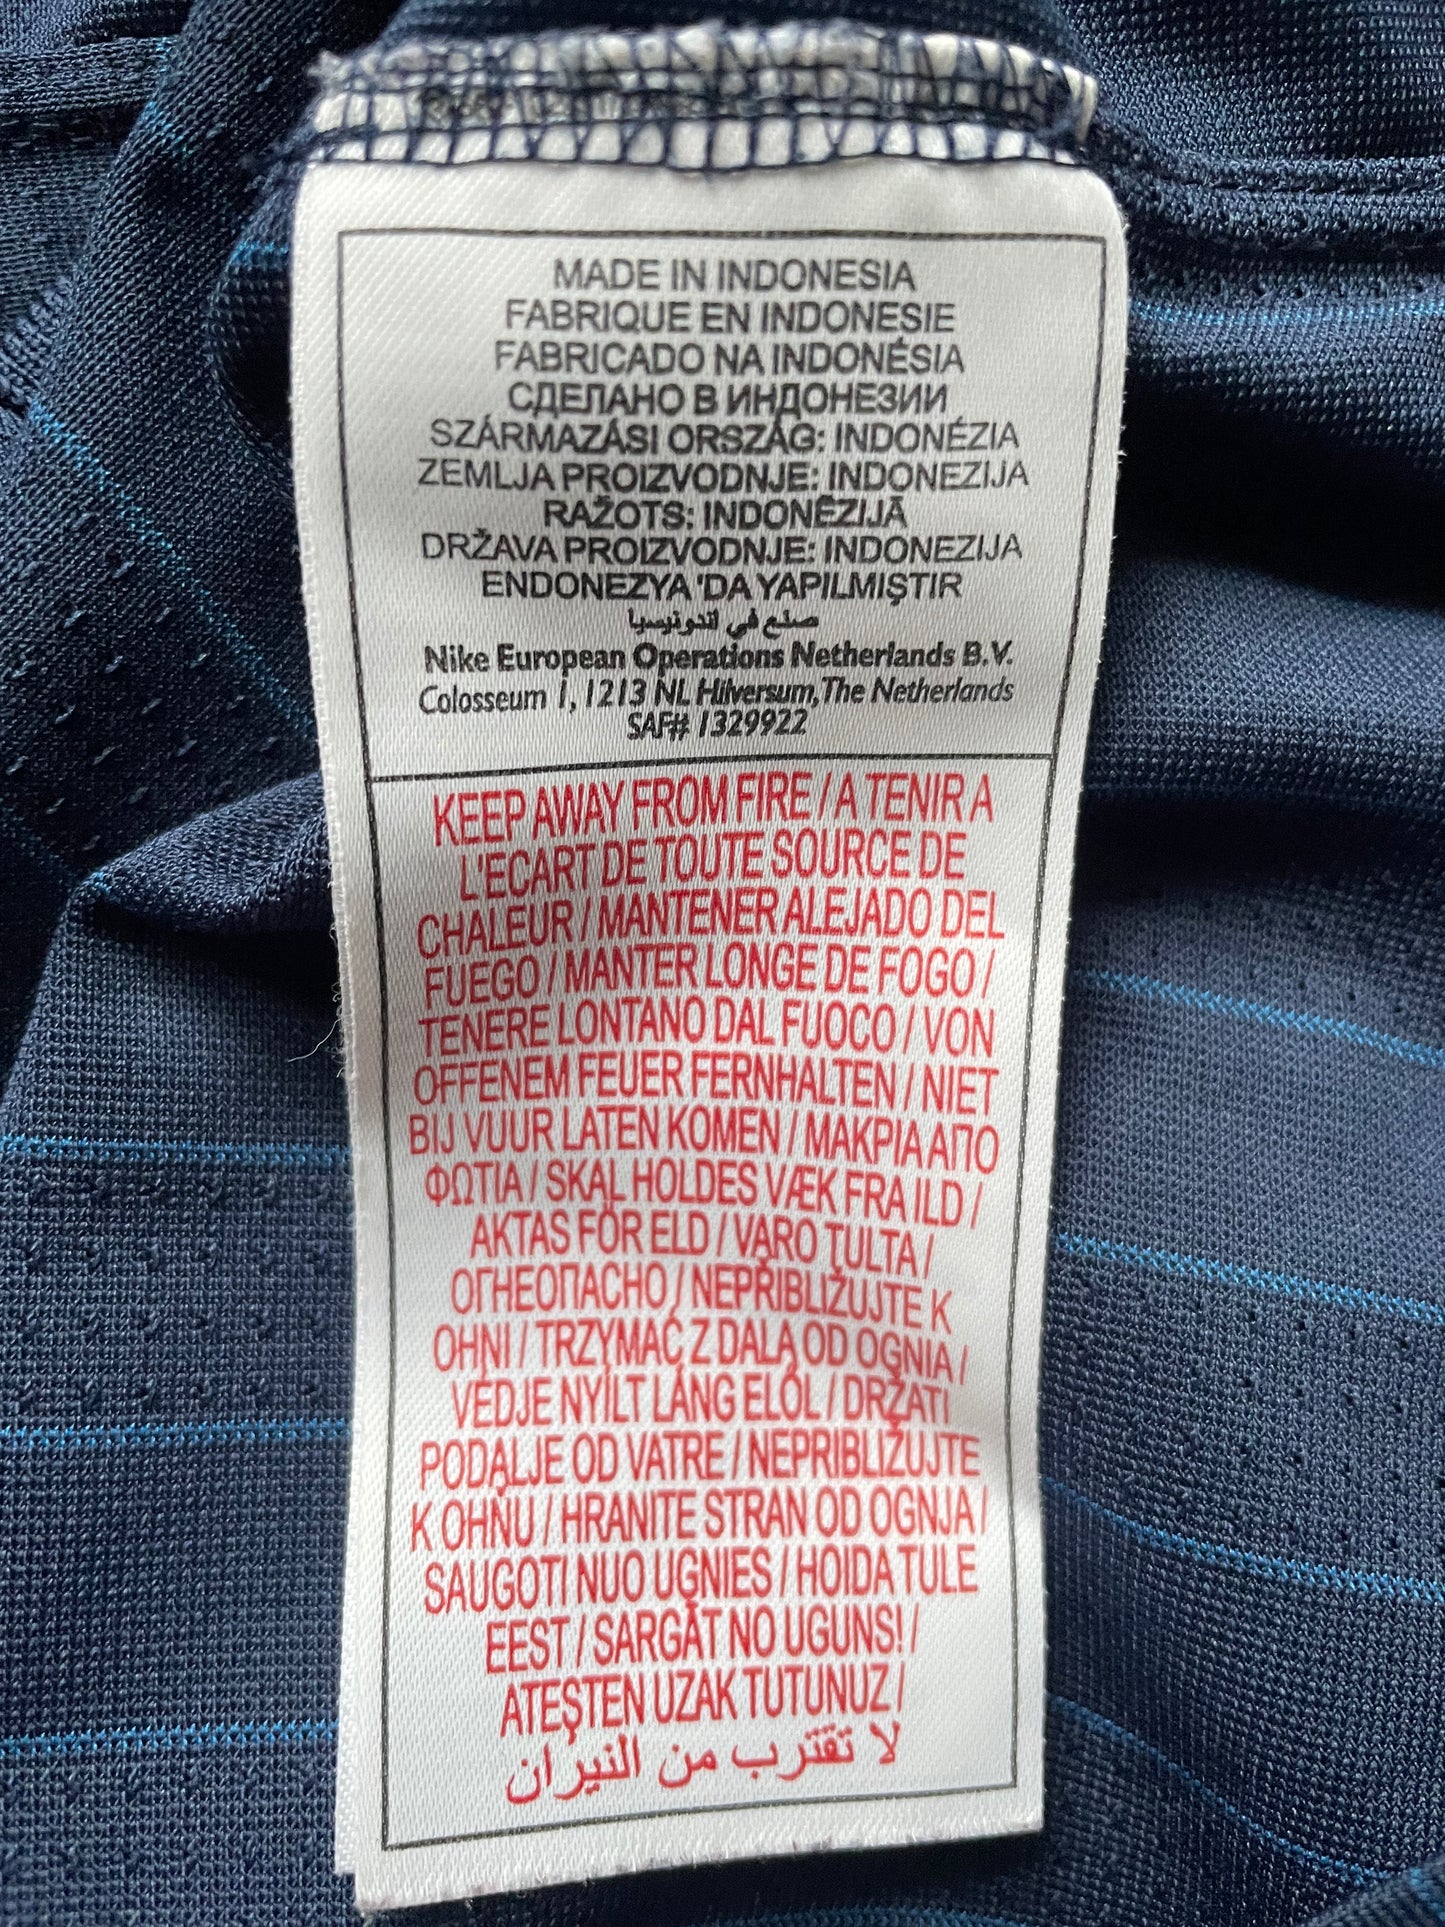 MADE IN INDONESIA
FABRIQUE EN INDONESIE
FABRICADO NA INDONÉSIA
СДЕЛАНО В ИНДОНЕЗИИ
SZÁRMAZÁSI ORSZÁG: INDONÉZIA
ZEMLJA PROIZVODNJE: INDONEZIJA
RAŽOTS: INDONĒZIJĀ
DRŽAVA PROIZVODNJE: INDONEZIJA
ENDONEZYA 'DA YAPILMIŞTIR
صنع في اندونيسيا
Nike European Operations Netherlands B.V.
Colosseum 1, 1213 NL Hilversum, The Netherlands
SAF# 1329922
KEEP AWAY FROM FIRE / A TENIR A
L'ECART DE TOUTE SOURCE DE
CHALEUR / MANTENER ALEJADO DEL
FUEGO / MANTER LONGE DE FOGO /
TENERE LONTANO DAL FUOCO / VON
OFFENEM FEUER FERNHALTEN / NIET
BIJ VUUR LATEN KOMEN / ΜΑΚΡΙΑ ΑΠΟ
ΦΩΤΙΑ / SKAL HOLDES VÆK FRA ILD /
AKTAS FÖR ELD / VARO TULTA /
ОГНЕОПАСНО / NEPŘIBLIŽUJTE K
OHNI / TRZYMAĆ Z DALA OD OGNIA /
VÉDJE NYÍLT LÁNG ELŐL / DRŽATI
PODALJE OD VATRE / NEPRIBLIŽUJTE
K OHŇU / HRANITE STRAN OD OGNJA /
SAUGOTI NUO UGNIES / HOIDA TULE
EEST / SARGĀT NO UGUNS! /
ATEŞTEN UZAK TUTUNUZ /
لا تقترب من النيران